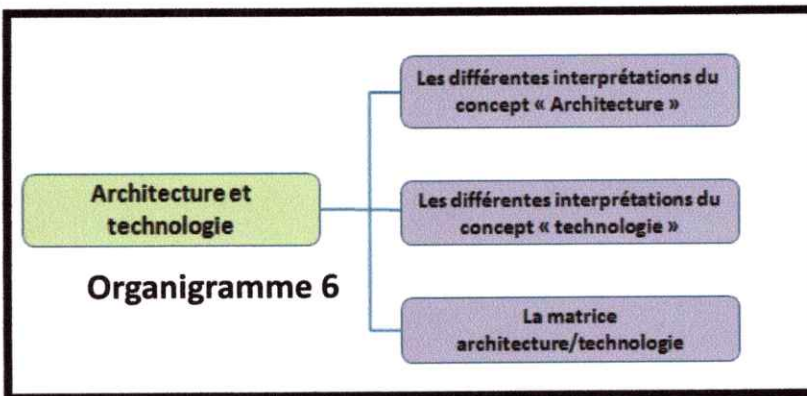 Les différentes interprétations du
concept « Architecture »
Architecture et
technologie
Les différentes interprétations du
concept « technologie »
Organigramme 6
La matrice
architecture/technologie